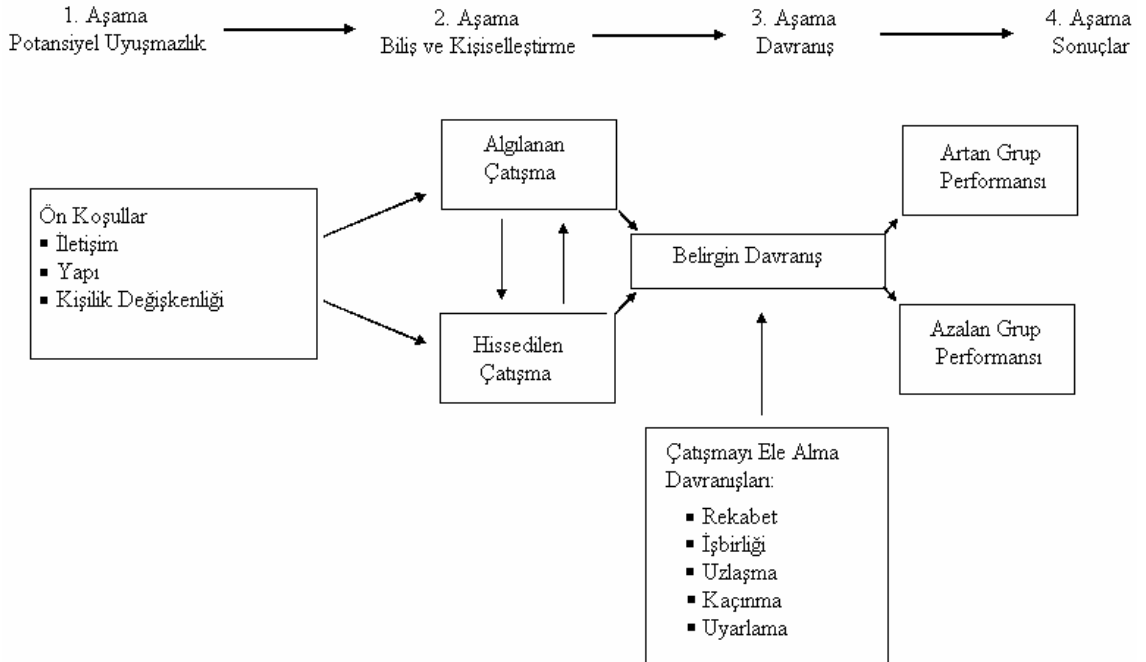 1. Aşama
Potansiyel Uyuşmazlık
2. Aşama
Biliş ve Kişiselleştirme
3. Aşama
Davranış
4. Aşama
Sonuçlar
Ön Koşullar
▪ İletişim
▪ Yapı
▪ Kişilik Değişkenliği
Algılanan
Çatışma
Hissedilen
Çatışma
Belirgin Davranış
Çatışmayı Ele Alma
Davranışları:
▪ Rekabet
▪ İşbirliği
▪ Uzlaşma
▪ Kaçınma
▪ Uyarlama
Artan Grup
Performansı
Azalan Grup
Performansı